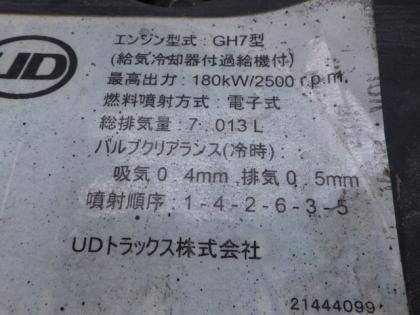 UD
エンジン型式：GH7型
(給気冷却器付過給機付)
最高出力：180kW/2500 r.p.m.
燃料噴射方式：電子式
総排気量：7 013 L
バルブクリアランス(冷時)
吸気0 4mm,排気0.5mm
噴射順序：1-4-2-6-3-5
UDトラックス株式会社
21444099